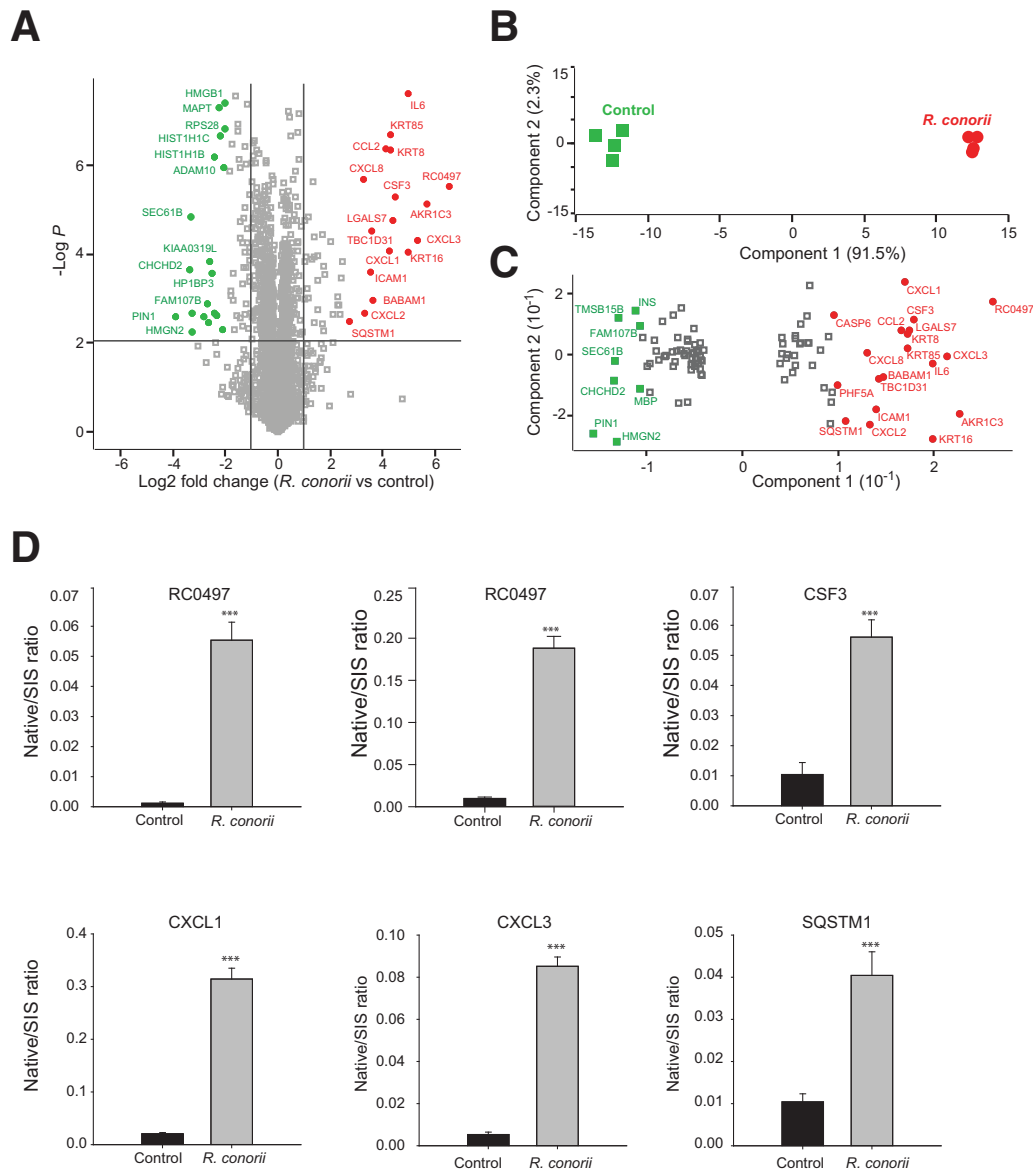 A
HMGB1
MAPT
RPS28
HIST1H1C
HIST1H1B
ADAM10
SEC61B
KIAA0319L
CHCHD2
HP1BP3
FAM107B
PIN1
HMGN2
IL6
KRT85
CCL2
KRT8
CXCL8
RC0497
CSF3
AKR1C3
LGALS7
TBC1D31
CXCL3
CXCL1
KRT16
ICAM1
BABAM1
CXCL2
SQSTM1
-Log P
6
4
2
0
-6
-4
-2
0
2
4
6
Log2 fold change (R. conorii vs control)
B
Component 2 (2.3%)
15
0
-15
Control
R. conorii
-15
-10
-5
0
5
10
15
Component 1 (91.5%)
C
Component 2 (10-1)
2
0
-2
TMSB15B
INS
FAM107B
SEC61B
CHCHD2
MBP
PIN1
HMGN2
CXCL1
RC0497
CASP6
CSF3
CCL2
LGALS7
KRT8
KRT85
CXCL8
CXCL3
IL6
BABAM1
TBC1D31
PHF5A
ICAM1
AKR1C3
SQSTM1
CXCL2
KRT16
-1
0
1
2
Component 1 (10-1)
D
RC0497
Native/SIS ratio
0.07
0.06
0.05
0.04
0.03
0.02
0.01
0.00
***
Control
R. conorii
RC0497
Native/SIS ratio
0.20
0.15
0.10
0.05
0.00
***
Control
R. conorii
CSF3
Native/SIS ratio
0.07
0.06
0.05
0.04
0.03
0.02
0.01
0.00
***
Control
R. conorii
CXCL1
Native/SIS ratio
0.4
0.3
0.2
0.1
0.0
***
Control
R. conorii
CXCL3
Native/SIS ratio
0.10
0.08
0.06
0.04
0.02
0.00
***
Control
R. conorii
SQSTM1
Native/SIS ratio
0.05
0.04
0.03
0.02
0.01
0.00
***
Control
R. conorii